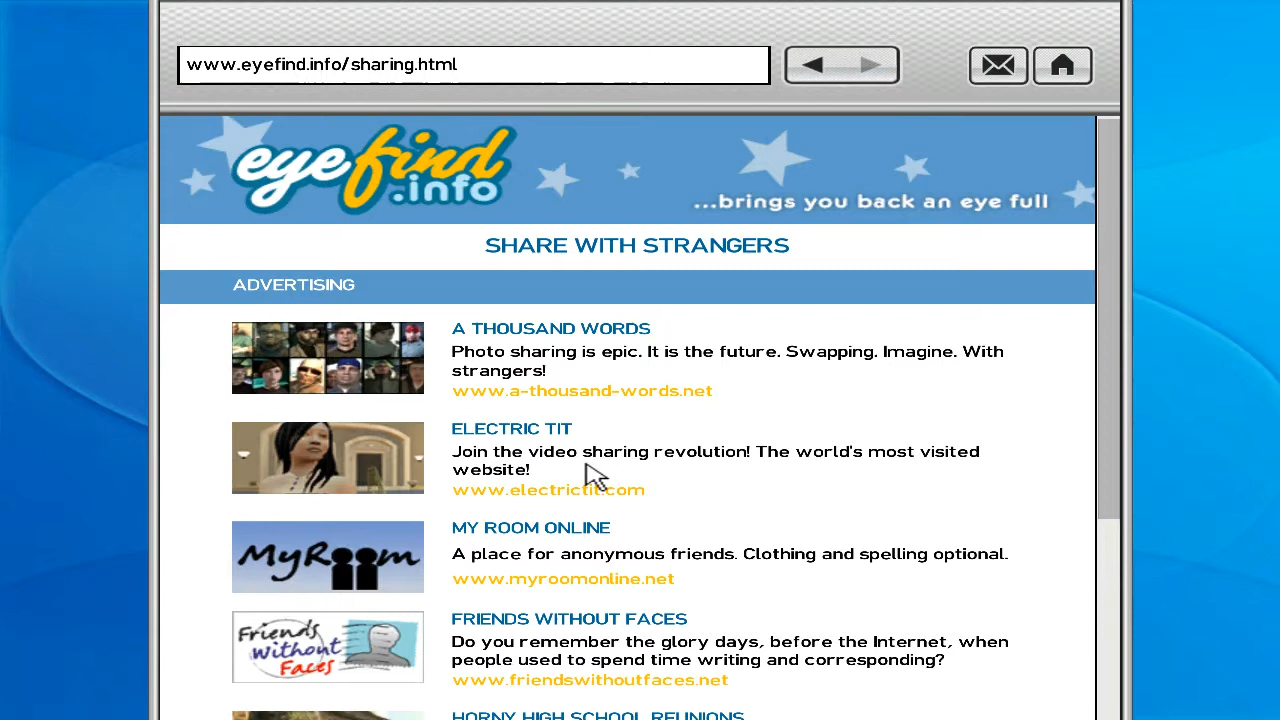 www.eyefind.info/sharing.html
eyefind
.info
...brings you back an eye full
SHARE WITH STRANGERS
ADVERTISING
A THOUSAND WORDS
Photo sharing is epic. It is the future. Swapping. Imagine. With
strangers!
www.a-thousand-words.net
ELECTRIC TIT
Join the video sharing revolution! The world's most visited
website!
www.electrictit.com
MyRoom
MY ROOM ONLINE
A place for anonymous friends. Clothing and spelling optional.
www.myroomonline.net
Friends
Without
Faces
FRIENDS WITHOUT FACES
Do you remember the glory days, before the Internet, when
people used to spend time writing and corresponding?
www.friendswithoutfaces.net
HORNY HIGH SCHOOL REUNIONS